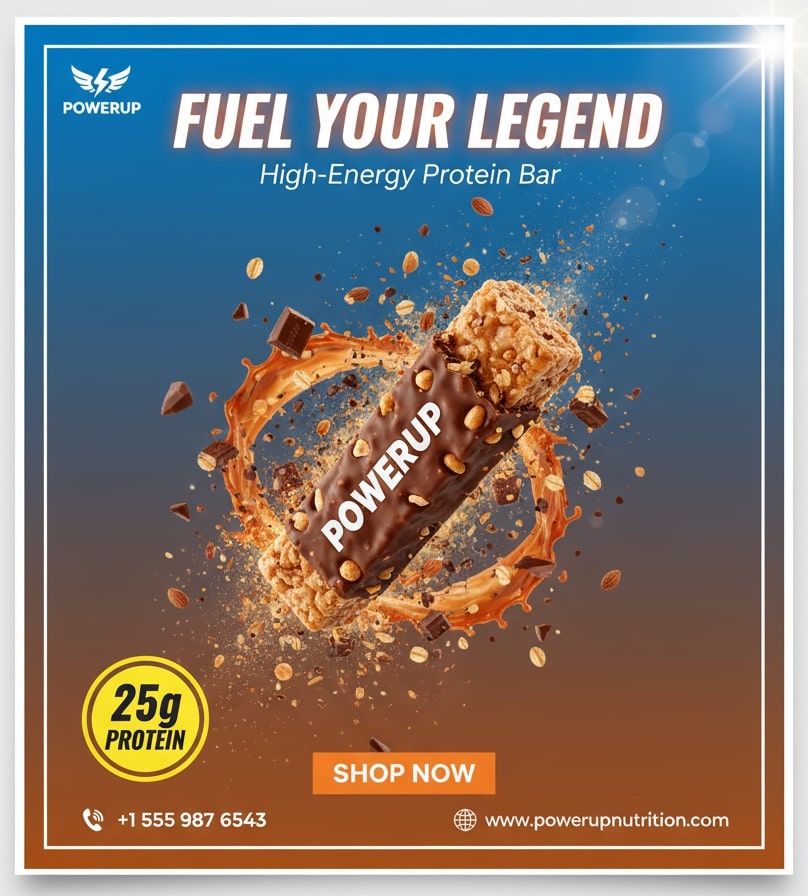 POWERUP
FUEL YOUR LEGEND
High-Energy Protein Bar
POWERUP
25g
PROTEIN
SHOP NOW
+1 555 987 6543
www.powerupnutrition.com